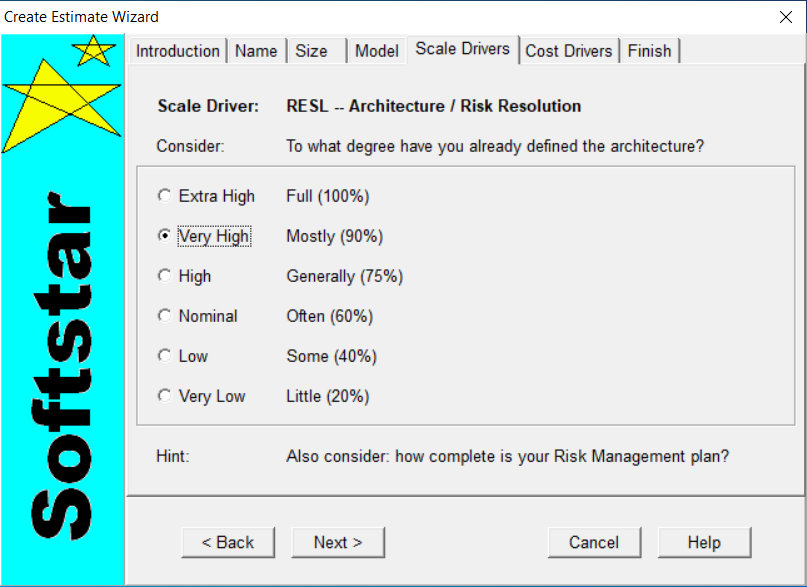 Create Estimate Wizard
Introduction Name Size Model Scale Drivers Cost Drivers Finish
Scale Driver: RESL -- Architecture / Risk Resolution
Consider: To what degree have you already defined the architecture?
Extra High Full (100%)
Very High Mostly (90%)
High Generally (75%)
Nominal Often (60%)
Low Some (40%)
Very Low Little (20%)
Hint: Also consider: how complete is your Risk Management plan?
< Back Next > Cancel Help
Softstar